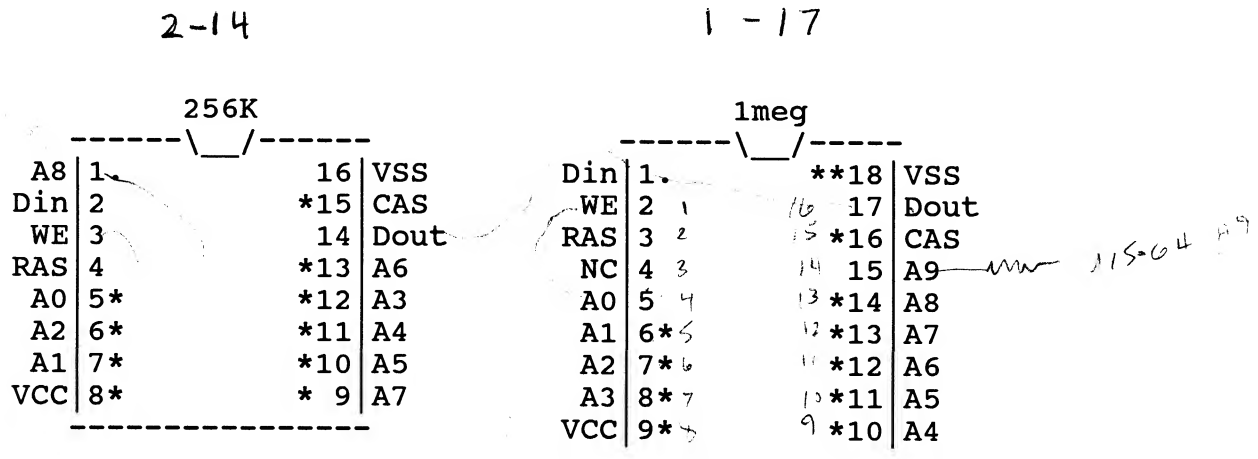 2-14 1-17
256K 1meg
------\__/------ ------\__/-----
A8 1. 16 VSS Din 1. **18 VSS
Din 2 *15 CAS WE 2 1 16 17 Dout
WE 3 14 Dout RAS 3 2 15 *16 CAS
RAS 4 *13 A6 NC 4 3 14 15 A9
A0 5* *12 A3 A0 5 4 13 *14 A8
A2 6* *11 A4 A1 6* 5 12 *13 A7
A1 7* *10 A5 A2 7* 6 11 *12 A6
VCC 8* * 9 A7 A3 8* 7 10 *11 A5
---------------- VCC 9* 8 9 *10 A4